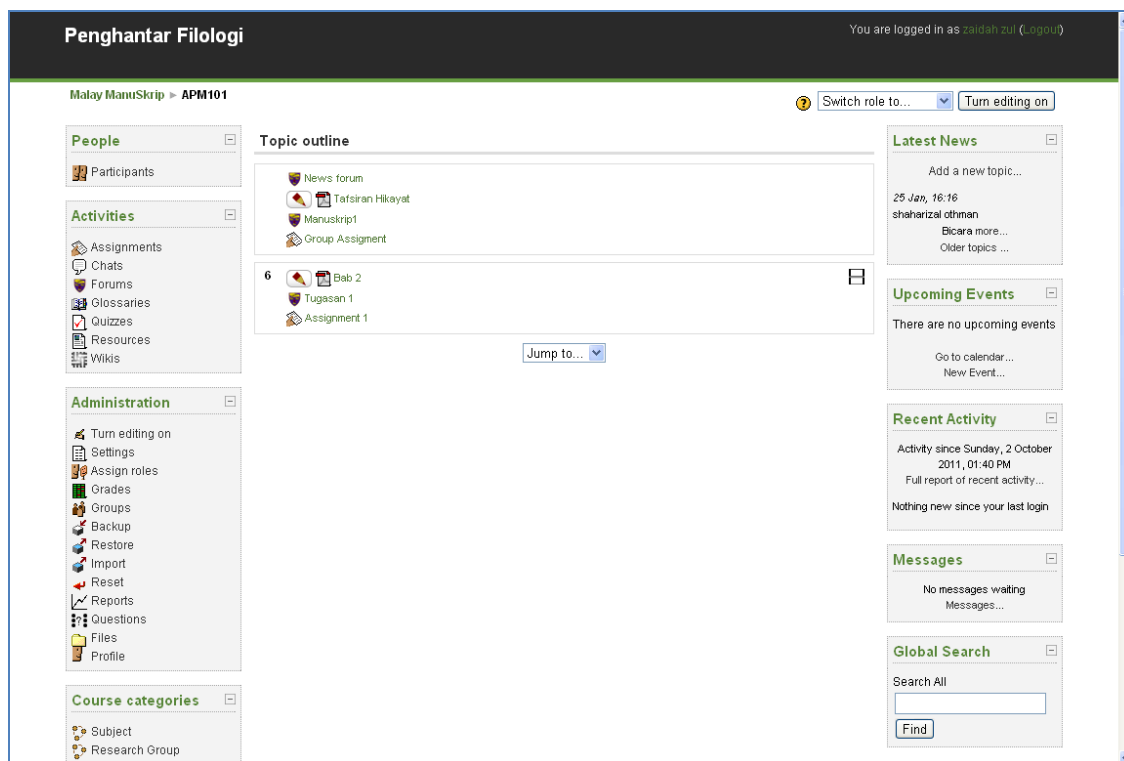 Penghantar Filologi
You are logged in as zaidah zul (Logout)
Malay ManuSkrip ► APM101
Switch role to...
Turn editing on
People
Participants
Activities
Assignments
Chats
Forums
Glossaries
Quizzes
Resources
Wikis
Administration
Turn editing on
Settings
Assign roles
Grades
Groups
Backup
Restore
Import
Reset
Reports
Questions
Files
Profile
Course categories
Subject
Research Group
Topic outline
News forum
Tafsiran Hikayat
Manuskrip1
Group Assigment
6 Bab 2
Tugasan 1
Assignment 1
Jump to...
Latest News
Add a new topic...
25 Jan, 16:16
shaharizal othman
Bicara more...
Older topics ...
Upcoming Events
There are no upcoming events
Go to calendar...
New Event...
Recent Activity
Activity since Sunday, 2 October
2011, 01:40 PM
Full report of recent activity...
Nothing new since your last login
Messages
No messages waiting
Messages...
Global Search
Search All
Find